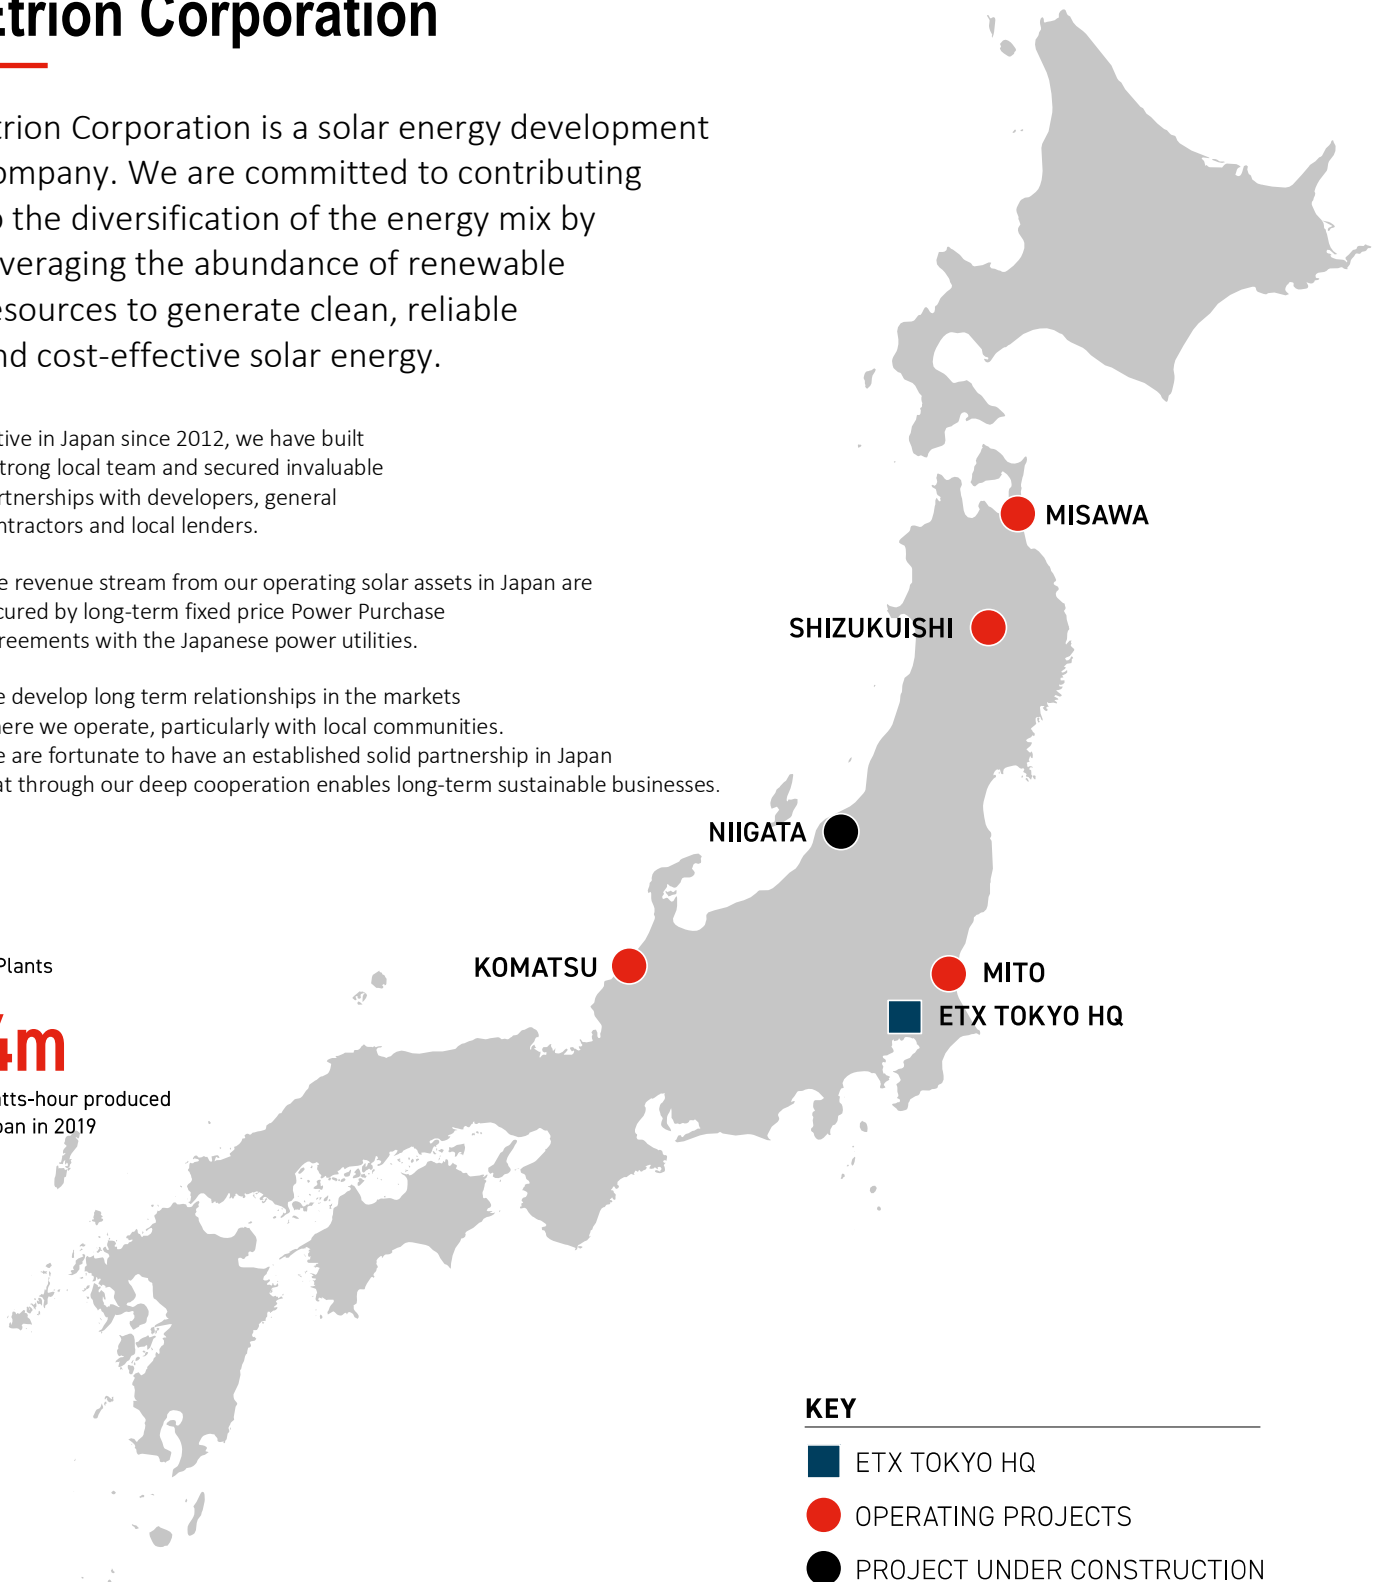 Etrion Corporation
trion Corporation is a solar energy development
ompany. We are committed to contributing
o the diversification of the energy mix by
veraging the abundance of renewable
esources to generate clean, reliable
nd cost-effective solar energy.
tive in Japan since 2012, we have built
trong local team and secured invaluable
rtnerships with developers, general
ntractors and local lenders.
e revenue stream from our operating solar assets in Japan are
cured by long-term fixed price Power Purchase
reements with the Japanese power utilities.
e develop long term relationships in the markets
here we operate, particularly with local communities.
e are fortunate to have an established solid partnership in Japan
at through our deep cooperation enables long-term sustainable businesses.
MISAWA
SHIZUKUISHI
NIIGATA
KOMATSU
MITO
ETX TOKYO HQ
Plants
4m
atts-hour produced
pan in 2019
KEY
ETX TOKYO HQ
OPERATING PROJECTS
PROJECT UNDER CONSTRUCTION